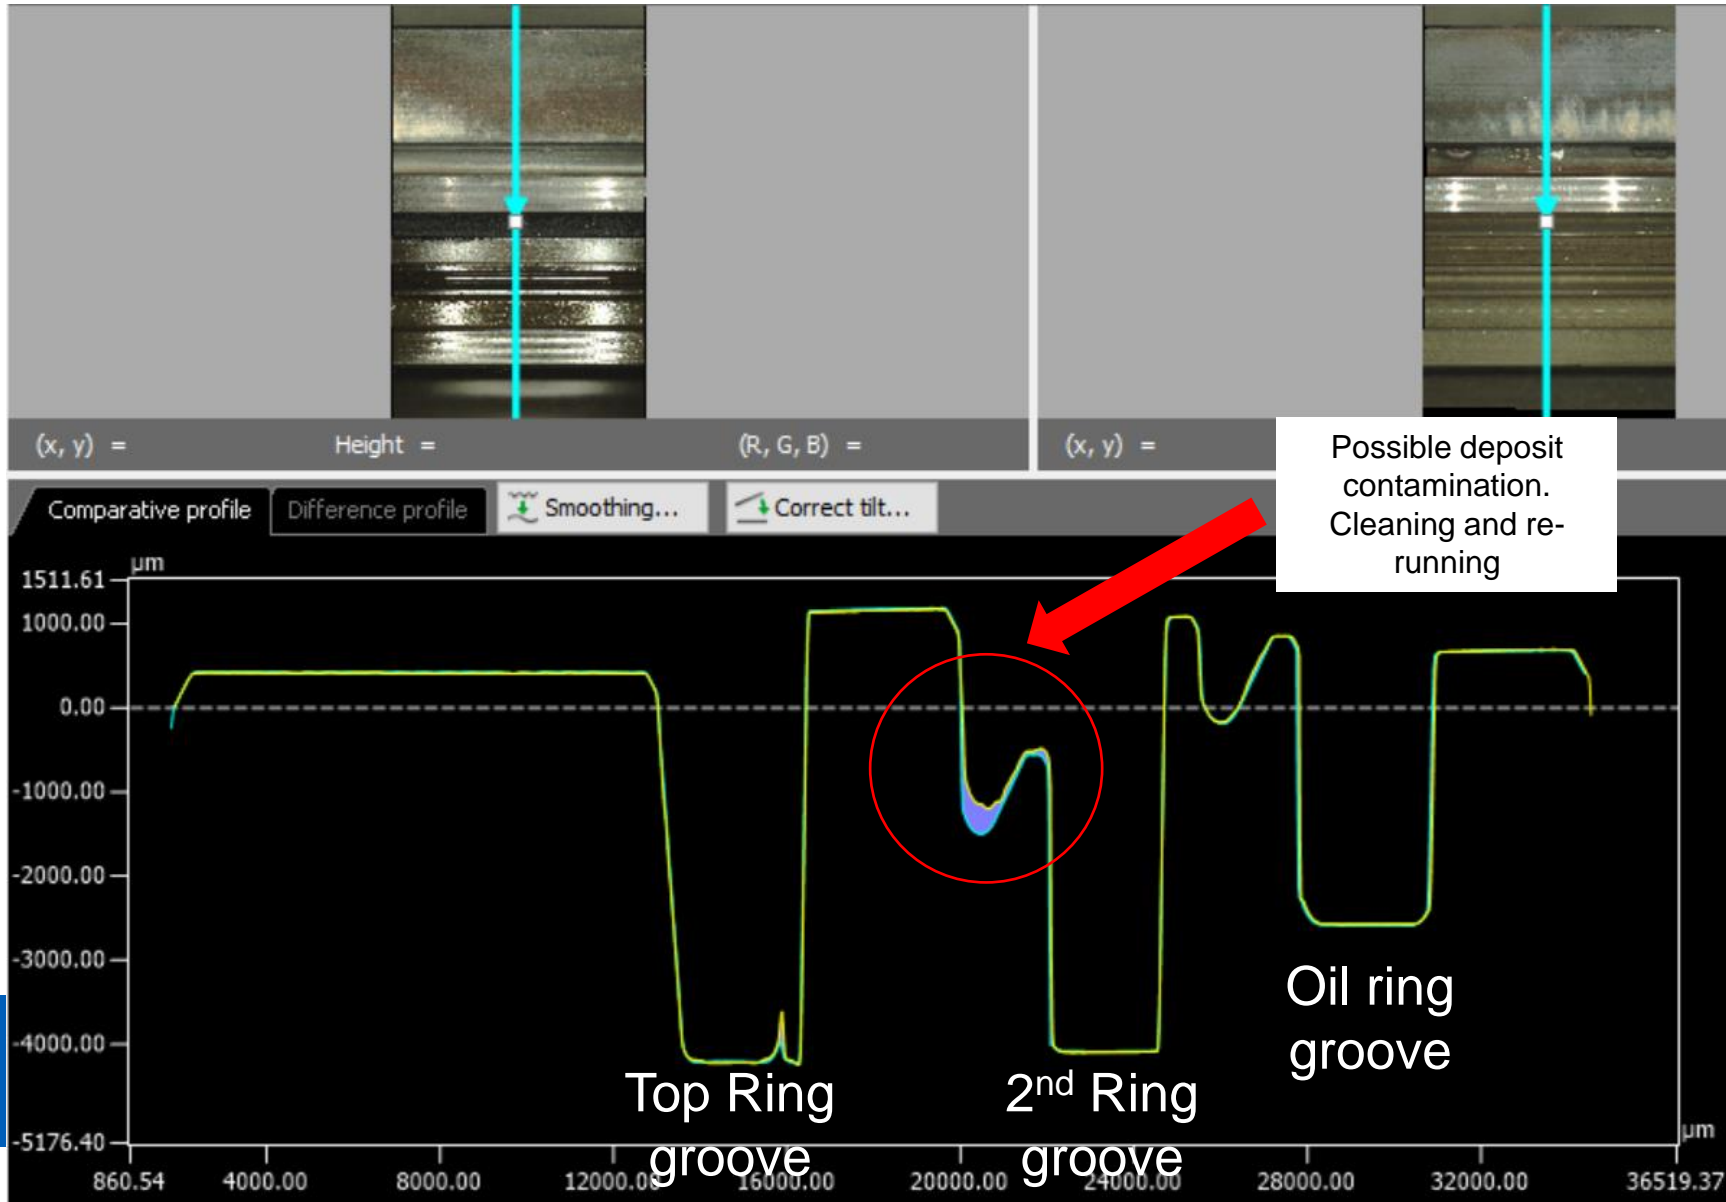 (x, y) =
Height =
(R, G, B) =
(x, y) =
Possible deposit
contamination.
Cleaning and re-
running
Comparative profile
Difference profile
Smoothing...
Correct tilt...
µm
1511.61
1000.00
0.00
-1000.00
-2000.00
-3000.00
-4000.00
-5176.40
Oil ring
groove
Top Ring
groove
2nd Ring
groove
µm
860.54
4000.00
8000.00
12000.00
16000.00
20000.00
24000.00
28000.00
32000.00
36519.37